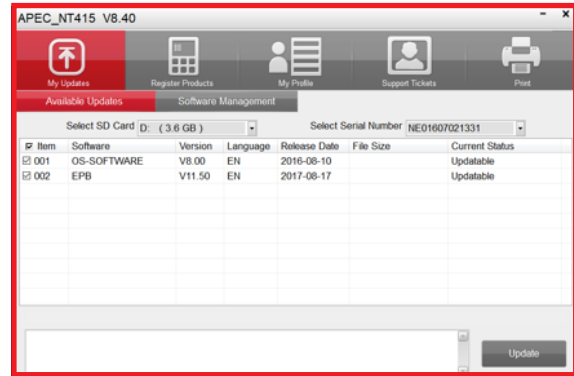 APEC_NT415 V8.40
My Updates Register Products My Profile Support Tickets Print
Available Updates Software Management
Select SD Card D: ( 3.6 GB ) Select Serial Number NE01607021331
Item Software Version Language Release Date File Size Current Status
001 OS-SOFTWARE V8.00 EN 2016-08-10 Updatable
002 EPB V11.50 EN 2017-08-17 Updatable
Update